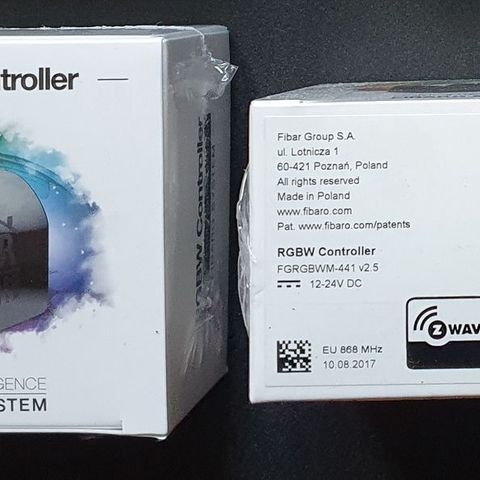 ntroller
GENCE
STEM
RGBW Controller
Fibar Group S.A.
ul. Lotnicza 1
60-421 Poznań, Poland
All rights reserved
Made in Poland
www.fibaro.com
Pat. www.fibaro.com/patents
RGBW Controller
FGRGBWM-441 v2.5
12-24V DC
Z WAV
EU 868 MHz
10.08.2017